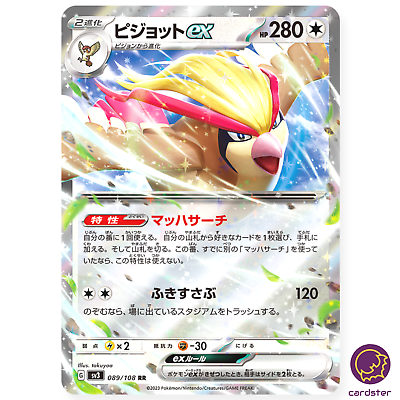 2進化
ピジョットex
HP280
ピジョンから進化
特性 マッハサーチ
自分の番に1回使える。自分の山札から好きなカードを1枚選び、手札に
加える。そして山札を切る。この番、すでに別の「マッハサーチ」を使って
いたなら、この特性は使えない。
ふきすさぶ 120
のぞむなら、場に出ているスタジアムをトラッシュする。
弱点 ×2 抵抗力 -30 にげる
Illus. takuyoa
exルール
ポケモンexがきぜつしたとき、相手はサイドを2枚とる。
G sv3 089/108 RR
©2023 Pokémon/Nintendo/Creatures/GAME FREAK.
cardster